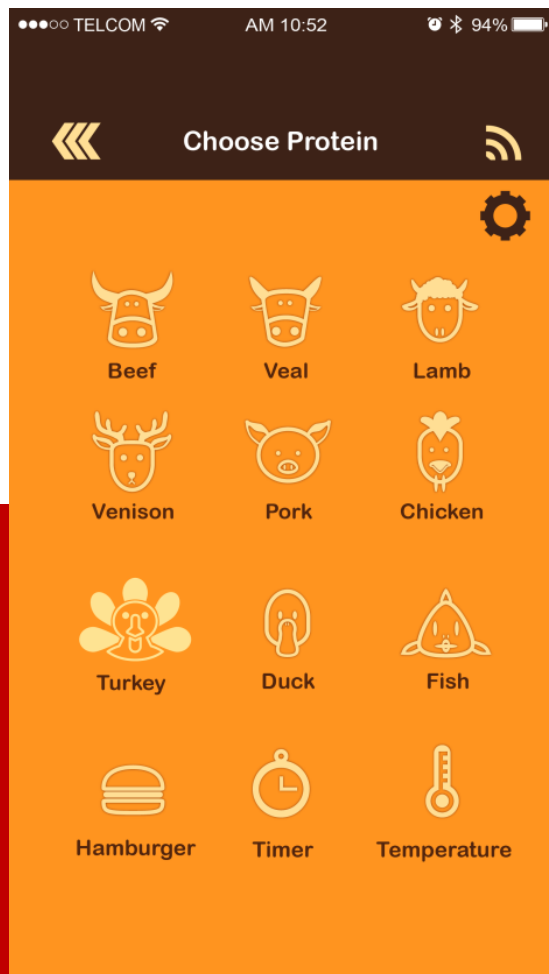 TELCOM AM 10:52 94%
Choose Protein
Beef Veal Lamb
Venison Pork Chicken
Turkey Duck Fish
Hamburger Timer Temperature